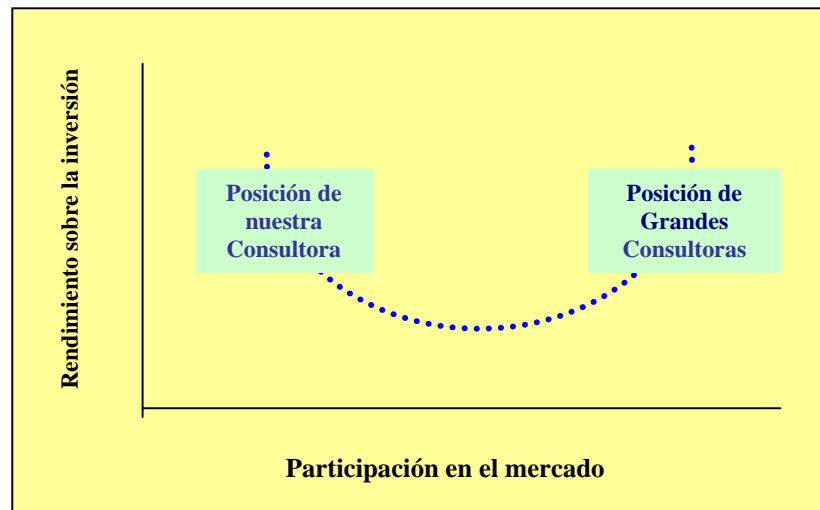 Rendimiento sobre la inversión
Posición de
nuestra
Consultora
Posición de
Grandes
Consultoras
Participación en el mercado